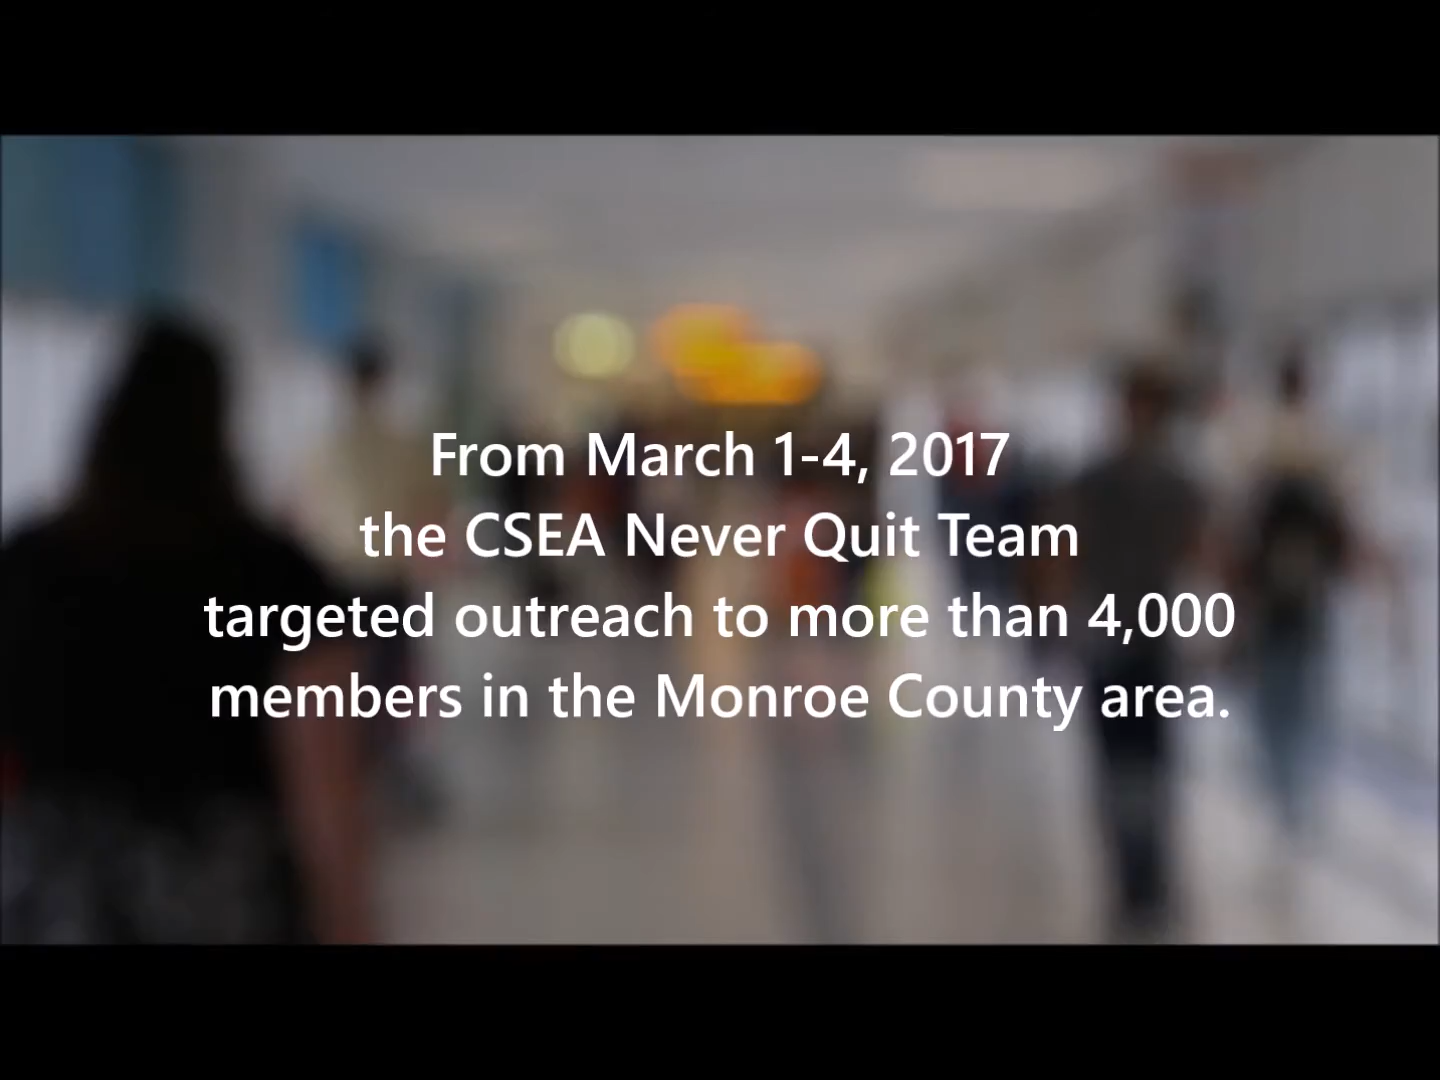 From March 1-4, 2017
the CSEA Never Quit Team
targeted outreach to more than 4,000
members in the Monroe County area.